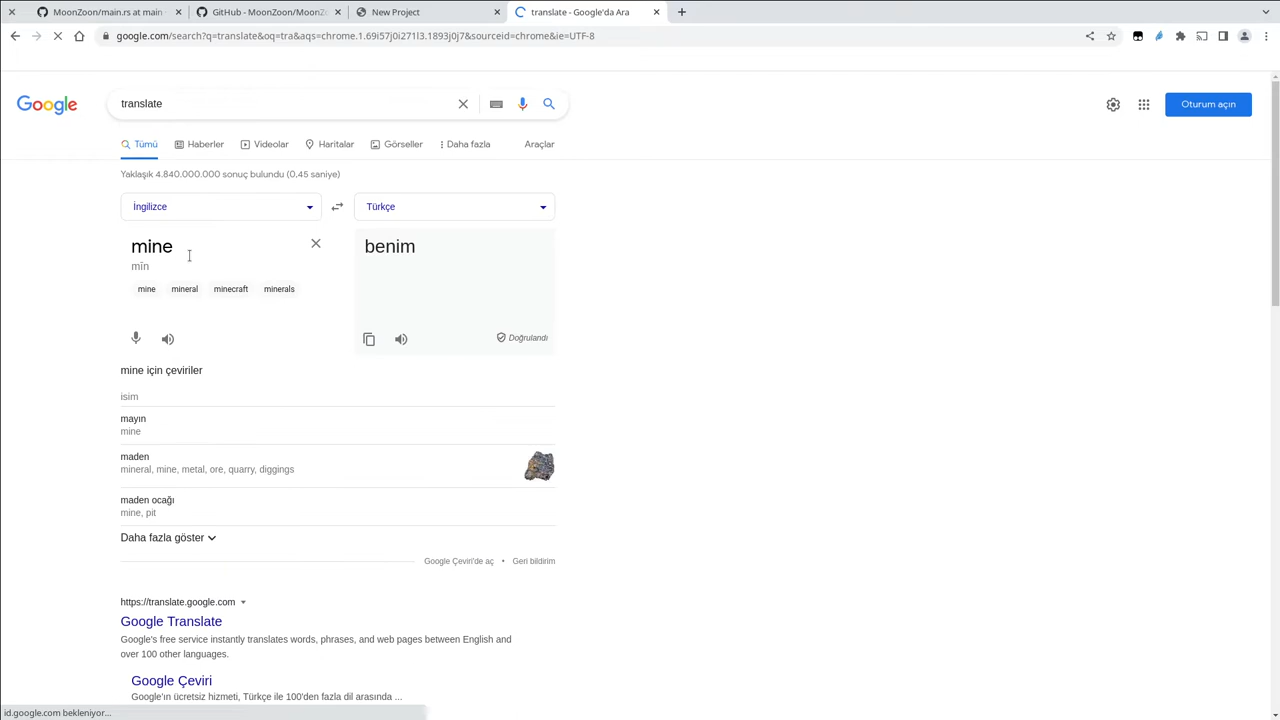 MoonZoon/main.rs at main
GitHub - MoonZoon/MoonZ
New Project
translate - Google'da Ara
google.com/search?q=translate&oq=tra&aqs=chrome.1.69i57j0i271l3.1893j0j7&sourceid=chrome&ie=UTF-8
Google
translate
Oturum açın
Tümü
Haberler
Videolar
Haritalar
Görseller
Daha fazla
Araçlar
Yaklaşık 4.840.000.000 sonuç bulundu (0,45 saniye)
İngilizce
Türkçe
mine
benim
mīn
mine mineral minecraft minerals
Doğrulandı
mine için çeviriler
isim
mayın
mine
maden
mineral, mine, metal, ore, quarry, diggings
maden ocağı
mine, pit
Daha fazla göster
Google Çeviri'de aç • Geri bildirim
https://translate.google.com
Google Translate
Google's free service instantly translates words, phrases, and web pages between English and
over 100 other languages.
Google Çeviri
Google'ın ücretsiz hizmeti, Türkçe ile 100'den fazla dil arasında ...
id.google.com bekleniyor...